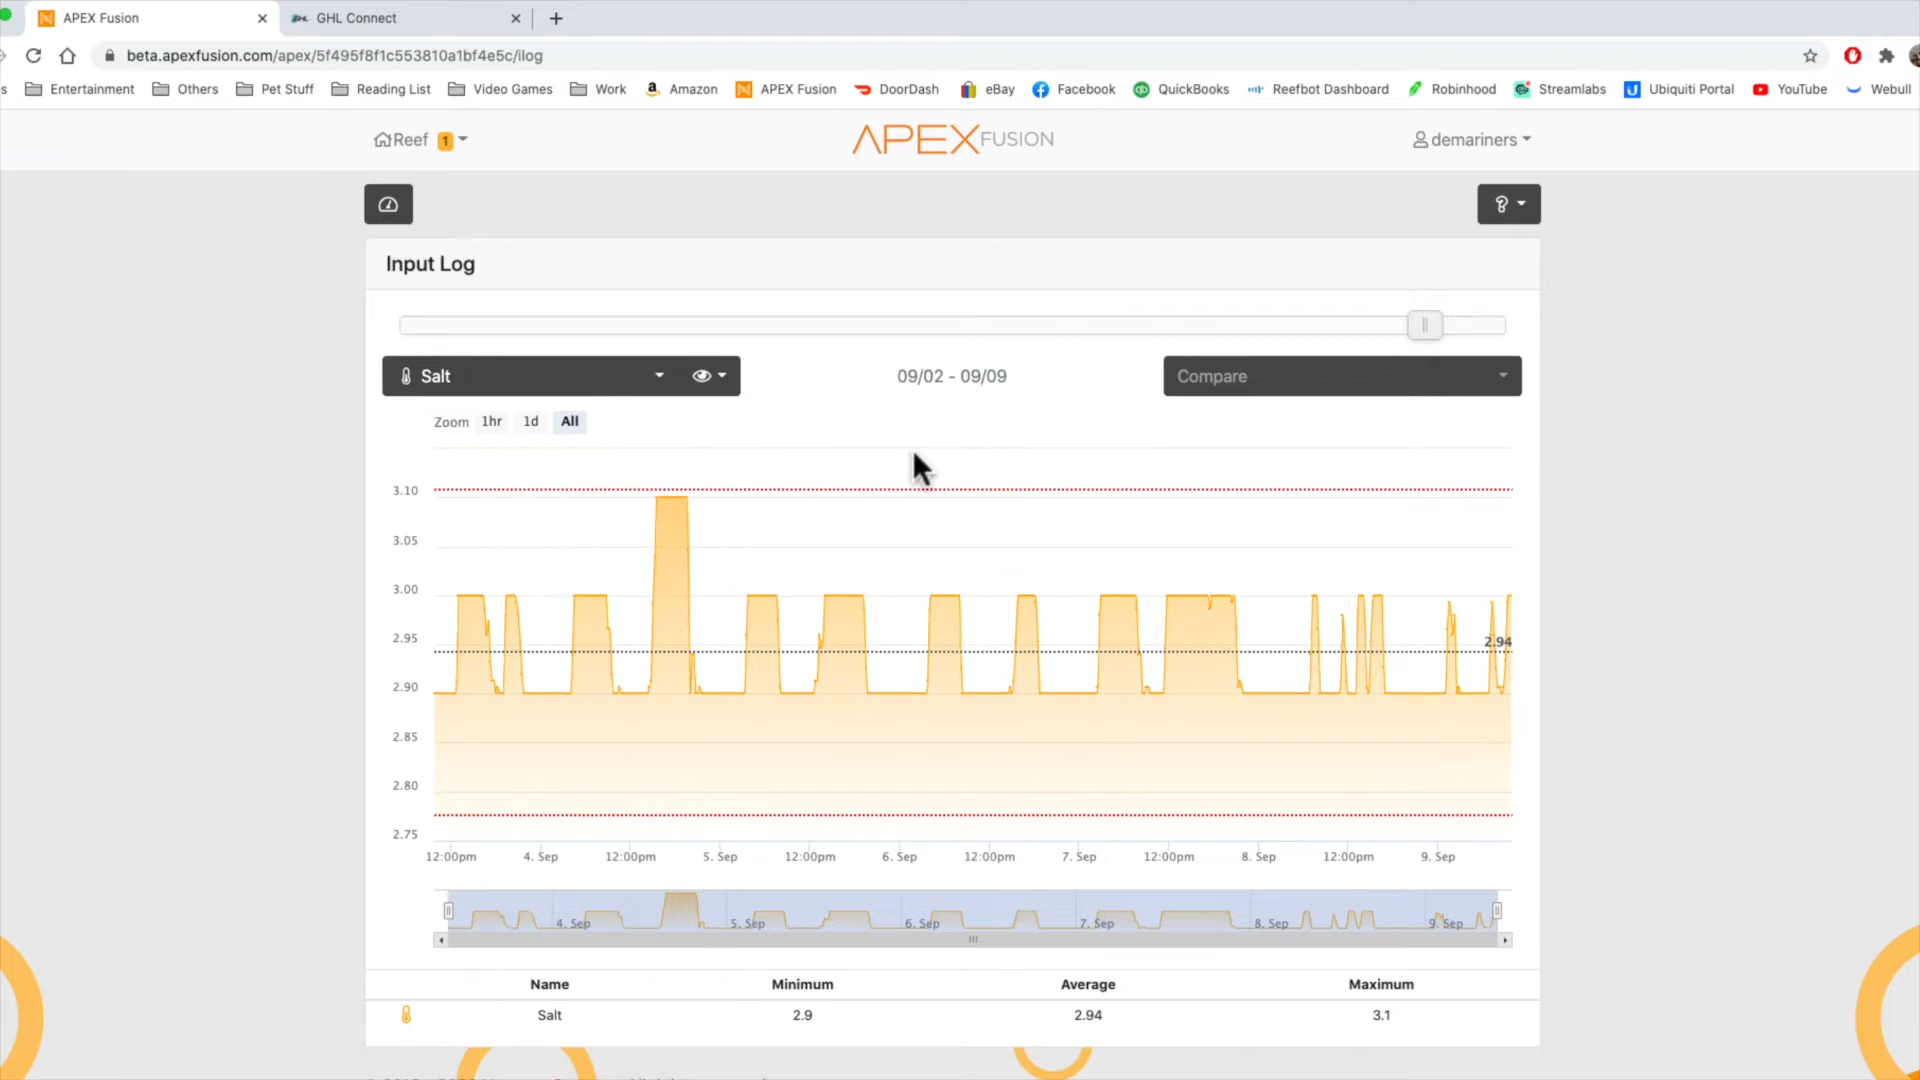 APEX Fusion
GHL Connect
beta.apexfusion.com/apex/5f495f8f1c553810a1bf4e5c/ilog
s Entertainment Others Pet Stuff Reading List Video Games Work Amazon APEX Fusion DoorDash eBay Facebook QuickBooks Reefbot Dashboard Robinhood Streamlabs Ubiquiti Portal YouTube Webull
Reef 1
APEX FUSION
demariners
Input Log
Salt
09/02 - 09/09
Compare
Zoom 1hr 1d All
3.10
3.05
3.00
2.95
2.94
2.90
2.85
2.80
2.75
12:00pm 4. Sep 12:00pm 5. Sep 12:00pm 6. Sep 12:00pm 7. Sep 12:00pm 8. Sep 12:00pm 9. Sep
4. Sep 5. Sep 6. Sep 7. Sep 8. Sep 9. Sep
Name Minimum Average Maximum
Salt 2.9 2.94 3.1